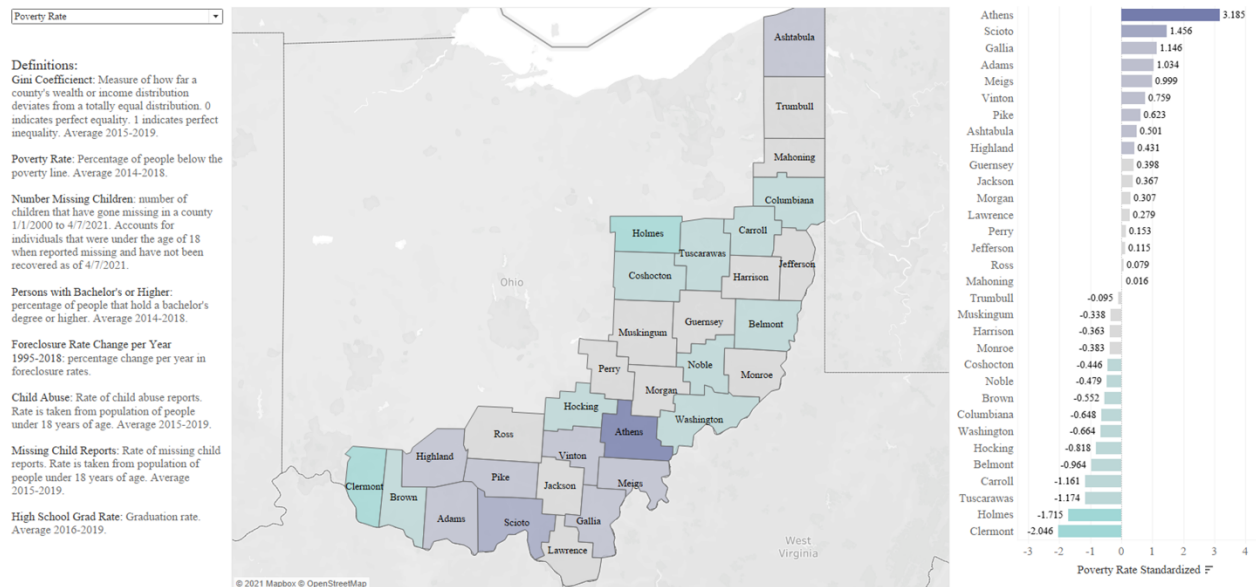 Poverty Rate
Definitions:
Gini Coefficienct: Measure of how far a
county's wealth or income distribution
deviates from a totally equal distribution. 0
indicates perfect equality. 1 indicates perfect
inequality. Average 2015-2019.
Poverty Rate: Percentage of people below the
poverty line. Average 2014-2018.
Number Missing Children: number of
children that have gone missing in a county
1/1/2000 to 4/7/2021. Accounts for
individuals that were under the age of 18
when reported missing and have not been
recovered as of 4/7/2021.
Persons with Bachelor's or Higher:
percentage of people that hold a bachelor's
degree or higher. Average 2014-2018.
Foreclosure Rate Change per Year
1995-2018: percentage change per year in
foreclosure rates.
Child Abuse: Rate of child abuse reports.
Rate is taken from population of people
under 18 years of age. Average 2015-2019.
Missing Child Reports: Rate of missing child
reports. Rate is taken from population of
people under 18 years of age. Average
2015-2019.
High School Grad Rate: Graduation rate.
Average 2016-2019.
Ashtabula
Trumbull
Mahoning
Columbiana
Holmes
Carroll
Tuscarawas
Jefferson
Coshocton
Harrison
Ohio
Guernsey
Belmont
Muskingum
Noble
Perry
Monroe
Morgan
Hocking
Washington
Athens
Ross
Highland
Vinton
Pike
Meigs
Clermont
Brown
Jackson
Adams
Scioto
Gallia
Lawrence
West
Virginia
© 2021 Mapbox © OpenStreetMap
Athens 3.185
Scioto 1.456
Gallia 1.146
Adams 1.034
Meigs 0.999
Vinton 0.759
Pike 0.623
Ashtabula 0.501
Highland 0.431
Guernsey 0.398
Jackson 0.367
Morgan 0.307
Lawrence 0.279
Perry 0.153
Jefferson 0.115
Ross 0.079
Mahoning 0.016
Trumbull -0.095
Muskingum -0.338
Harrison -0.363
Monroe -0.383
Coshocton -0.446
Noble -0.479
Brown -0.552
Columbiana -0.648
Washington -0.664
Hocking -0.818
Belmont -0.964
Carroll -1.161
Tuscarawas -1.174
Holmes -1.715
Clermont -2.046
-3 -2 -1 0 1 2 3 4
Poverty Rate Standardized